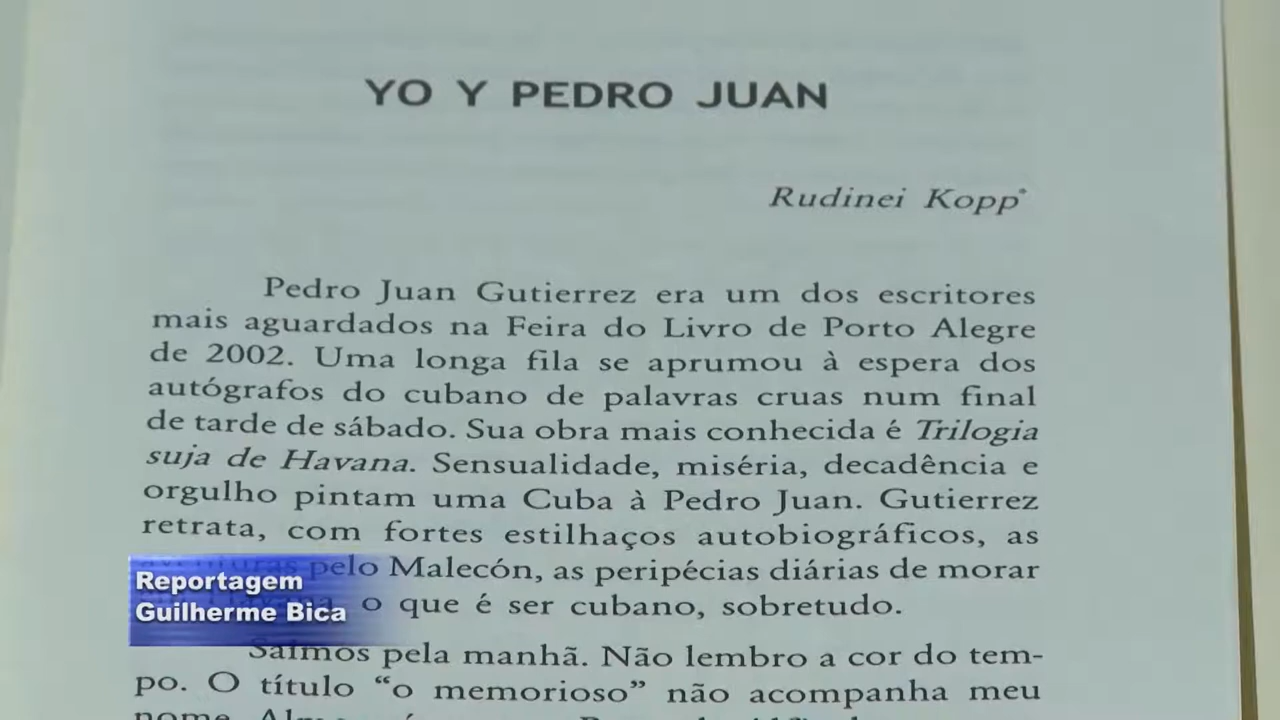 YO Y PEDRO JUAN
Rudinei Kopp*
Pedro Juan Gutierrez era um dos escritores
mais aguardados na Feira do Livro de Porto Alegre
de 2002. Uma longa fila se aprumou à espera dos
autógrafos do cubano de palavras cruas num final
de tarde de sábado. Sua obra mais conhecida é Trilogia
suja de Havana. Sensualidade, miséria, decadência e
orgulho pintam uma Cuba à Pedro Juan. Gutierrez
retrata, com fortes estilhaços autobiográficos, as
pelo Malecón, as peripécias diárias de morar
o que é ser cubano, sobretudo.
Saímos pela manhã. Não lembro a cor do tem-
po. O título “o memorioso” não acompanha meu
Reportagem
Guilherme Bica